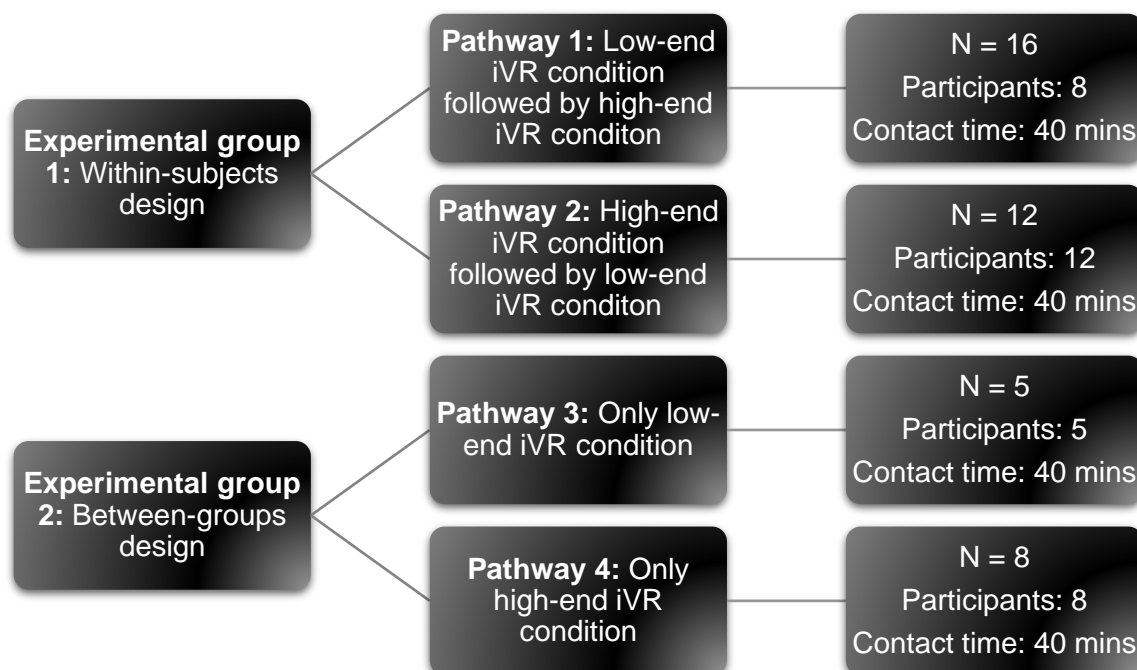 Experimental group
1: Within-subjects
design
Pathway 1: Low-end
iVR condition
followed by high-end
iVR conditon
N = 16
Participants: 8
Contact time: 40 mins
Pathway 2: High-end
iVR condition
followed by low-end
iVR conditon
N = 12
Participants: 12
Contact time: 40 mins
Experimental group
2: Between-groups
design
Pathway 3: Only low-
end iVR condition
N = 5
Participants: 5
Contact time: 40 mins
Pathway 4: Only
high-end iVR
condition
N = 8
Participants: 8
Contact time: 40 mins